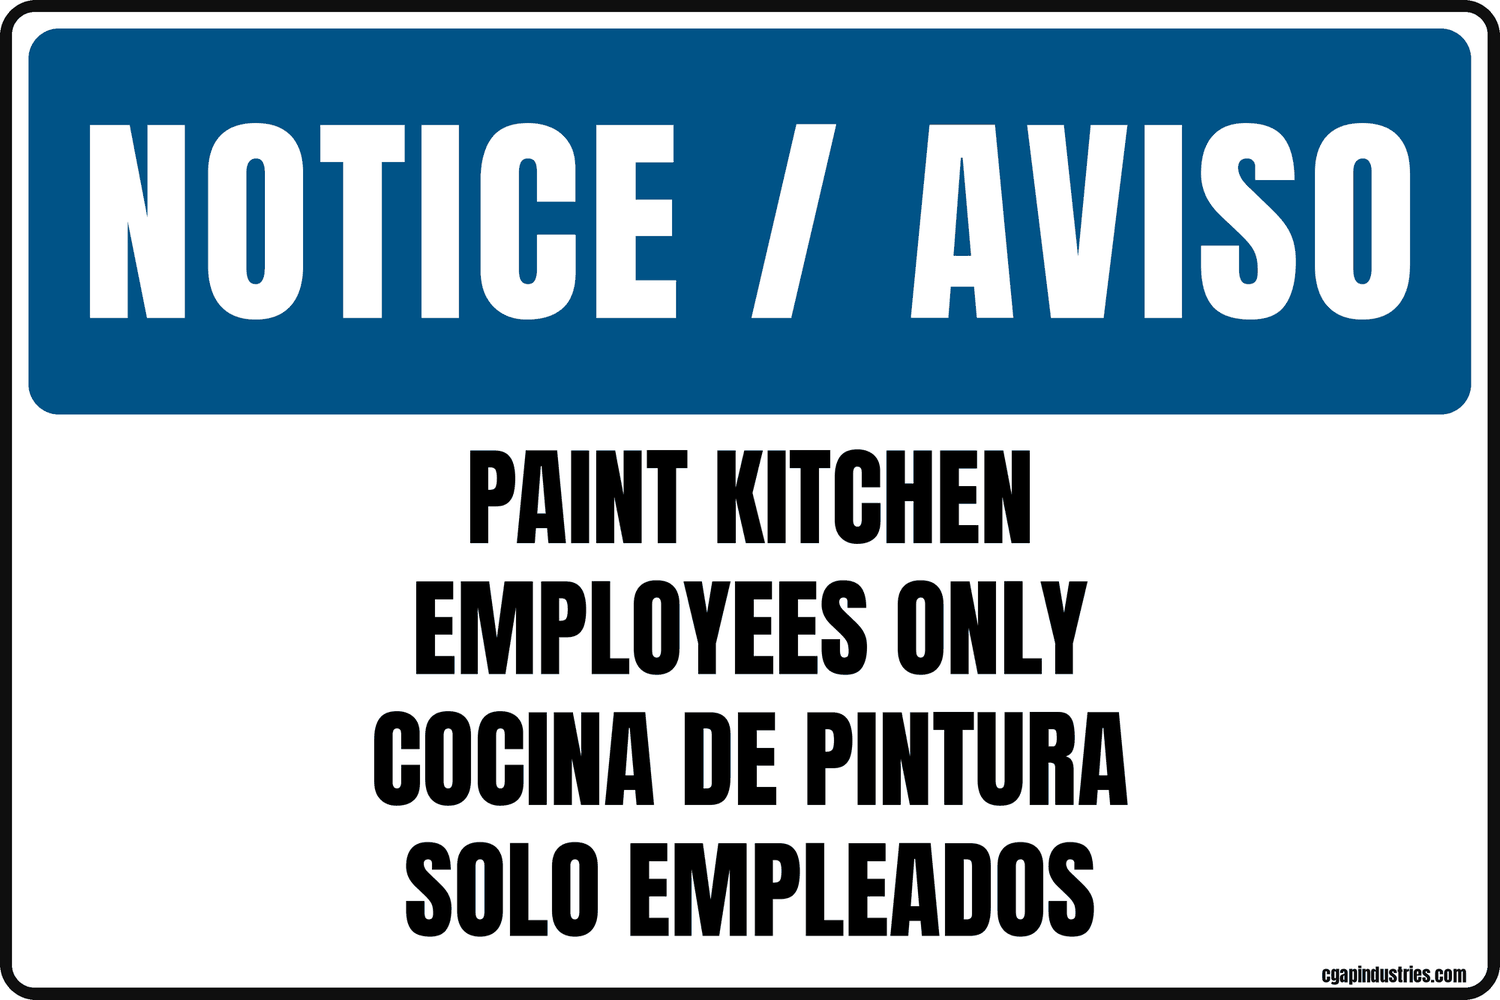 NOTICE / AVISO
PAINT KITCHEN
EMPLOYEES ONLY
COCINA DE PINTURA
SOLO EMPLEADOS
cgapindustries.com